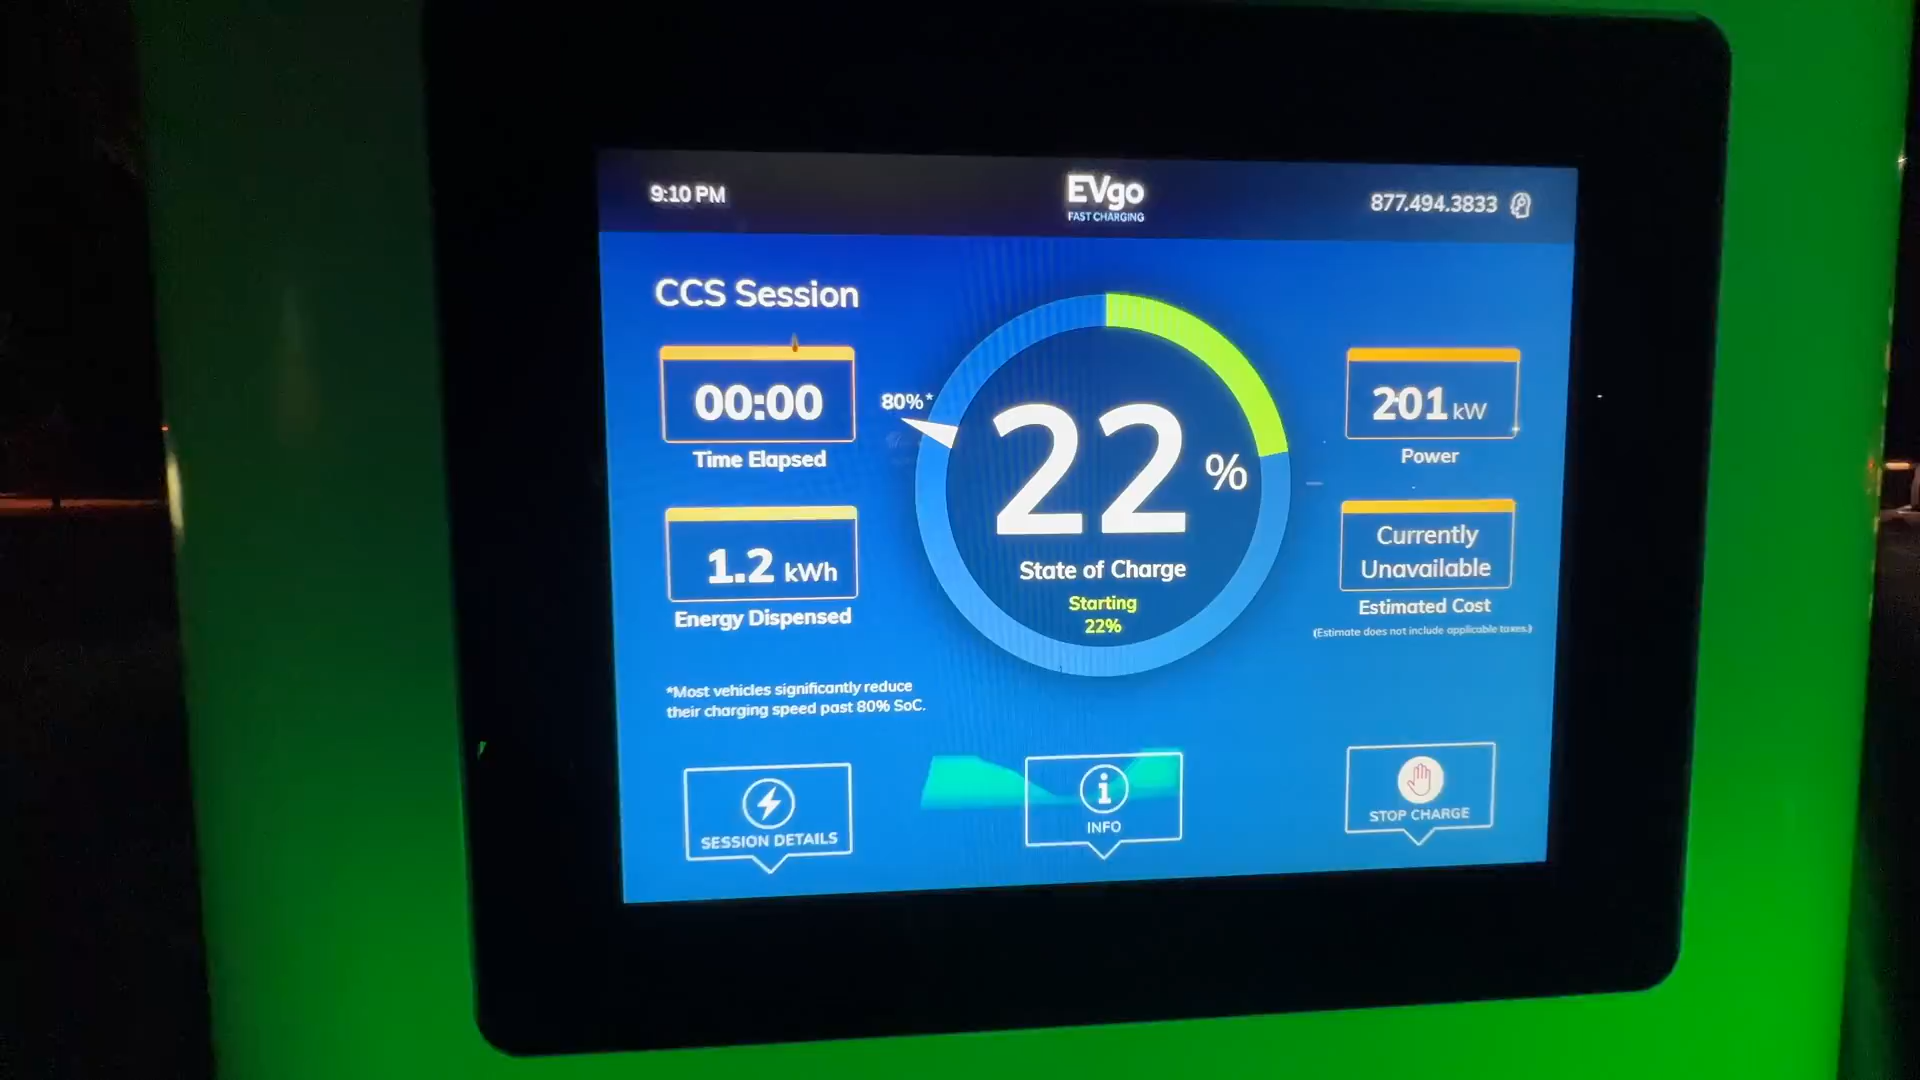 9:10 PM
EVgo
FAST CHARGING
877.494.3833
CCS Session
00:00
Time Elapsed
80%*
1.2 kWh
Energy Dispensed
22%
State of Charge
Starting
22%
201 kW
Power
Currently
Unavailable
Estimated Cost
(Estimate does not include applicable taxes.)
*Most vehicles significantly reduce
their charging speed past 80% SoC.
SESSION DETAILS
INFO
STOP CHARGE